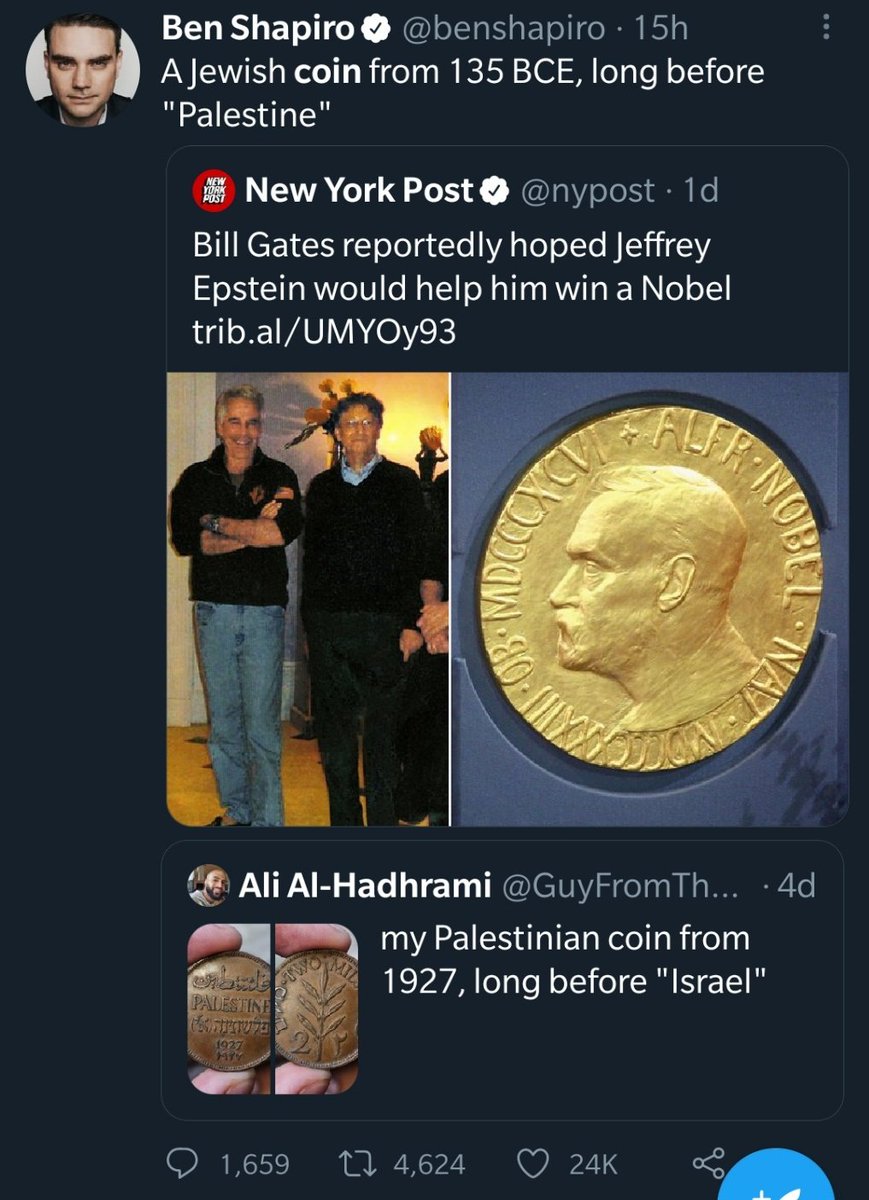 Ben Shapiro @benshapiro · 15h
A Jewish coin from 135 BCE, long before
"Palestine"
NEW
YORK
POST
New York Post @nypost · 1d
Bill Gates reportedly hoped Jeffrey
Epstein would help him win a Nobel
trib.al/UMYOy93
ALFR · NOBEL
NAT MDCCCXXXIII · OB · MDCCCXCVI
Ali Al-Hadhrami @GuyFromTh... · 4d
فلسطين
PALESTINE
1927
TWO MIL
2 ٢
my Palestinian coin from
1927, long before "Israel"
1,659 4,624 24K